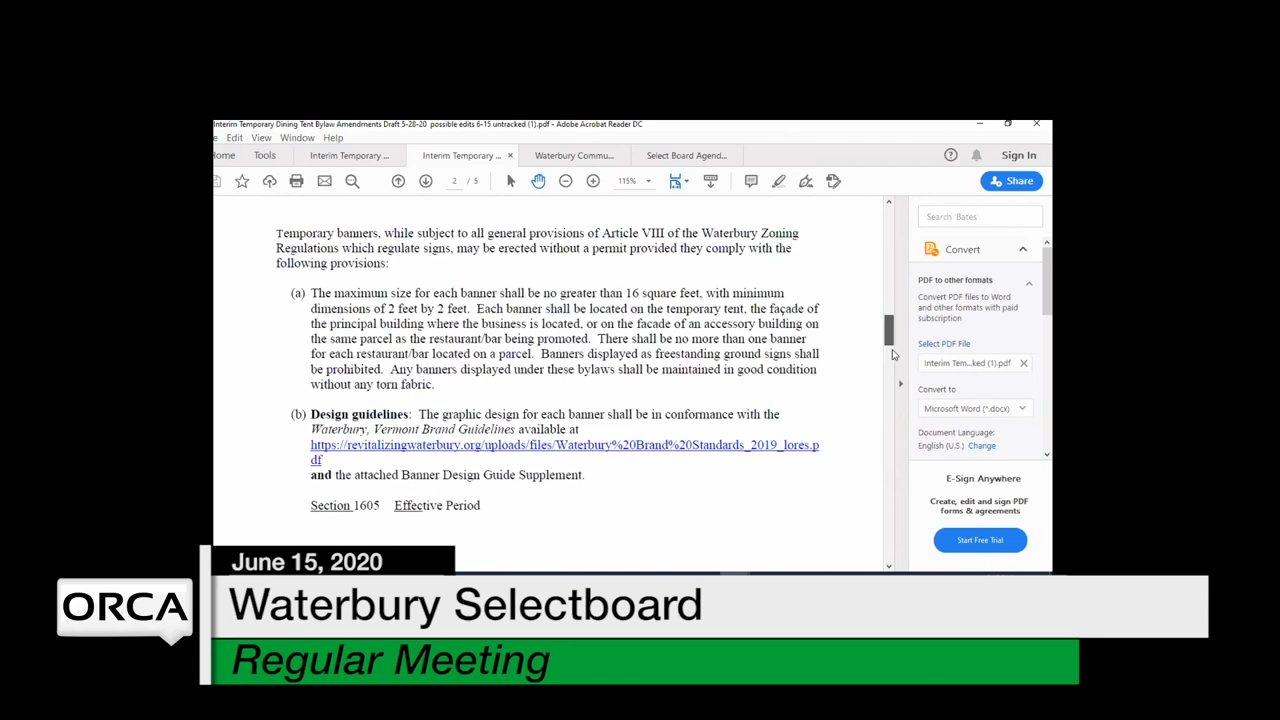 Interim Temporary Dining Tent Bylaw Amendments Draft 5-28-20 possible edits 6-15 untracked (1).pdf - Adobe Acrobat Reader DC
e Edit View Window Help
Home Tools Interim Temporary ... Interim Temporary ... × Waterbury Commu... Select Board Agend... Sign In
2 / 5 115% Share
Temporary banners, while subject to all general provisions of Article VIII of the Waterbury Zoning
Regulations which regulate signs, may be erected without a permit provided they comply with the
following provisions:
(a) The maximum size for each banner shall be no greater than 16 square feet, with minimum
dimensions of 2 feet by 2 feet. Each banner shall be located on the temporary tent, the façade of
the principal building where the business is located, or on the facade of an accessory building on
the same parcel as the restaurant/bar being promoted. There shall be no more than one banner
for each restaurant/bar located on a parcel. Banners displayed as freestanding ground signs shall
be prohibited. Any banners displayed under these bylaws shall be maintained in good condition
without any torn fabric.
(b) Design guidelines: The graphic design for each banner shall be in conformance with the
Waterbury, Vermont Brand Guidelines available at
https://revitalizingwaterbury.org/uploads/files/Waterbury%20Brand%20Standards_2019_lores.p
df
and the attached Banner Design Guide Supplement.
Section 1605 Effective Period
Search 'Bates
Convert
PDF to other formats
Convert PDF files to Word
and other formats with paid
subscription
Select PDF File
Interim Tem...ked (1).pdf ×
Convert to
Microsoft Word (*.docx)
Document Language:
English (U.S.) Change
E-Sign Anywhere
Create, edit and sign PDF
forms & agreements
Start Free Trial
June 15, 2020
ORCA
Waterbury Selectboard
Regular Meeting